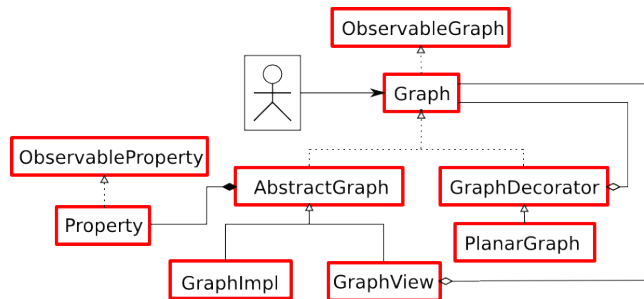 ObservableGraph
Graph
ObservableProperty
AbstractGraph
GraphDecorator
Property
PlanarGraph
GraphImpl
GraphView